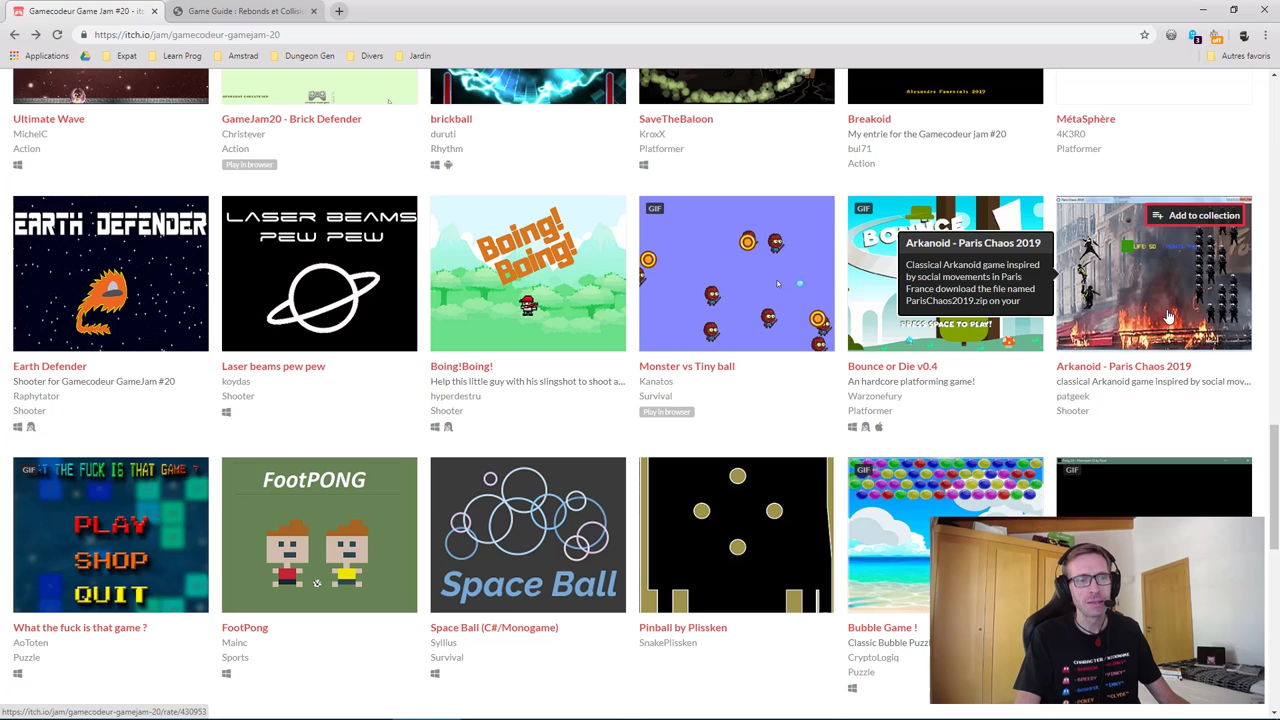 Gamecodeur Game Jam #20 - itc
Game Guide : Rebonds et Collisio
https://itch.io/jam/gamecodeur-gamejam-20
Applications
Expat
Learn Prog
Amstrad
Dungeon Gen
Divers
Jardin
Autres favoris
Alexandre Fourcints 2019
Ultimate Wave
MichelC
Action
GameJam20 - Brick Defender
Christever
Action
Play in browser
brickball
duruti
Rhythm
SaveTheBaloon
KroxX
Platformer
Breakoid
My entrie for the Gamecodeur jam #20
bul71
Action
MétaSphère
4K3R0
Platformer
EARTH DEFENDER
LASER BEAMS
PEW PEW
Boing!
Boing!
GIF
GIF
BOUNCE
PRESS SPACE TO PLAY!
Arkanoid - Paris Chaos 2019
Classical Arkanoid game inspired
by social movements in Paris
France download the file named
ParisChaos2019.zip on your
Add to collection
Earth Defender
Shooter for Gamecodeur GameJam #20
Raphytator
Shooter
Laser beams pew pew
koydas
Shooter
Boing!Boing!
Help this little guy with his slingshot to shoot a...
hyperdestru
Shooter
Monster vs Tiny ball
Kanatos
Survival
Play in browser
Bounce or Die v0.4
An hardcore platforming game!
Warzonefury
Platformer
Arkanoid - Paris Chaos 2019
classical Arkanoid game inspired by social mov...
patgeek
Shooter
GIF
T THE FUCK IS THAT GAME ?
PLAY
SHOP
QUIT
FootPONG
Space Ball
GIF
GIF
What the fuck is that game ?
AoToten
Puzzle
FootPong
Mainc
Sports
Space Ball (C#/Monogame)
Syllius
Survival
Pinball by Plissken
SnakePlissken
Bubble Game !
Classic Bubble Puzz
CryptoLogiq
Puzzle
CHARACTER / NICKNAME
https://itch.io/jam/gamecodeur-gamejam-20/rate/430953